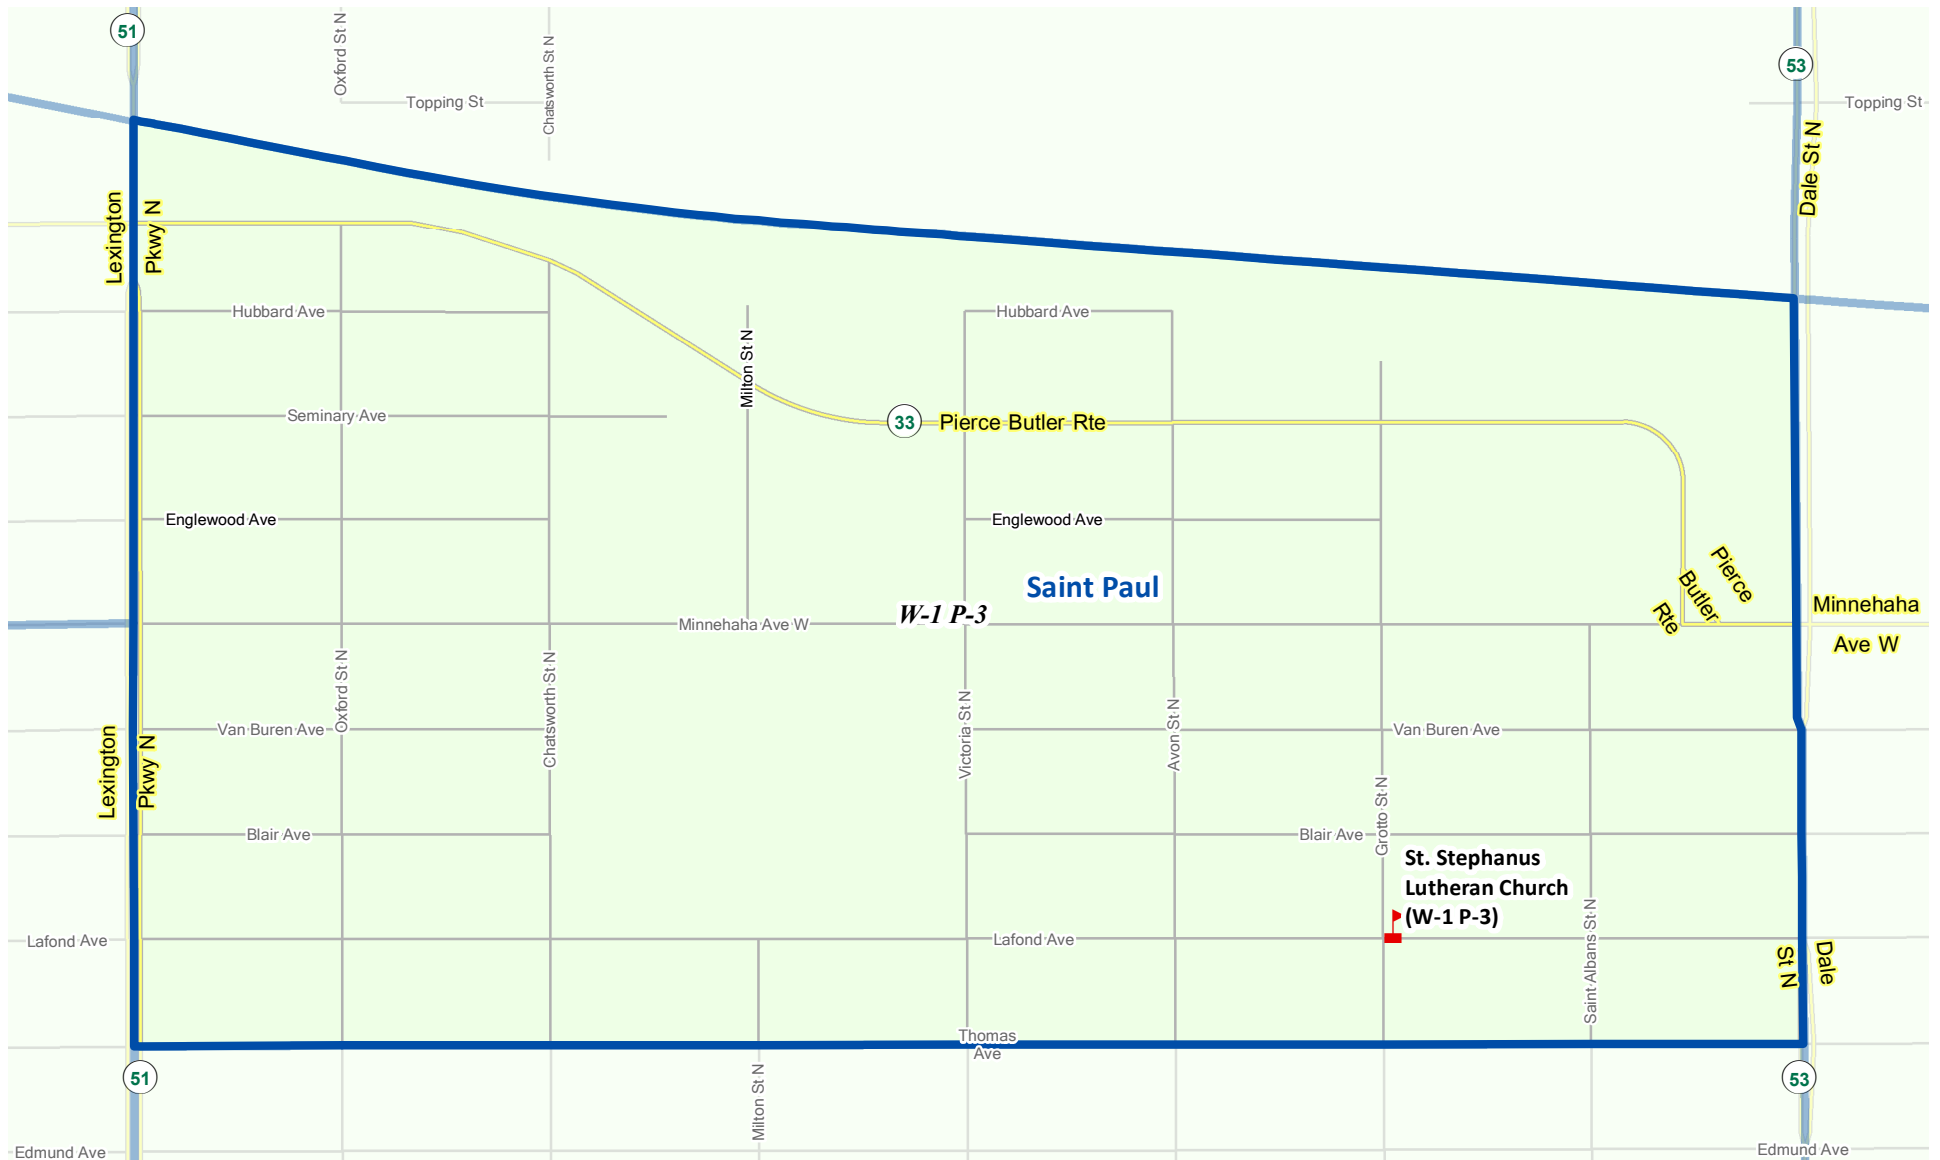 51
Oxford St N
Chatsworth St N
53
Topping St
Topping St
Dale St N
Lexington
Pkwy N
Hubbard Ave
Hubbard Ave
Milton St N
Seminary Ave
33
Pierce Butler Rte
Englewood Ave
Englewood Ave
Pierce
Butler
Rte
Saint Paul
W-1 P-3
Minnehaha
Ave W
Minnehaha Ave W
Oxford St N
Chatsworth St N
Victoria St N
Avon St N
Van Buren Ave
Van Buren Ave
Lexington
Pkwy N
Grotto St N
Blair Ave
Blair Ave
St. Stephanus
Lutheran Church
(W-1 P-3)
Saint Albans St N
Lafond Ave
Lafond Ave
Dale
St N
Thomas
Ave
51
Milton St N
53
Edmund Ave
Edmund Ave